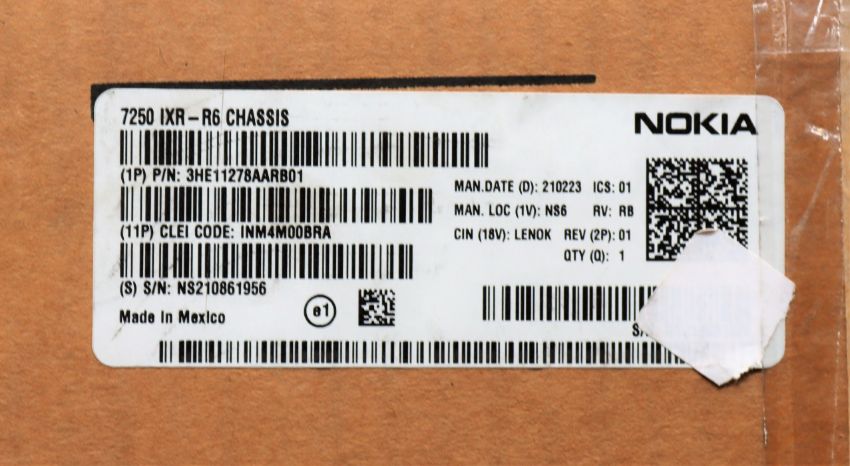 7250 IXR-R6 CHASSIS
NOKIA
(1P) P/N: 3HE11278AARB01
MAN.DATE (D): 210223 ICS: 01
MAN. LOC (1V): NS6 RV: RB
(11P) CLEI CODE: INM4M00BRA
CIN (18V): LENOK REV (2P): 01
QTY (Q): 1
(S) S/N: NS210861956
Made in Mexico
e1